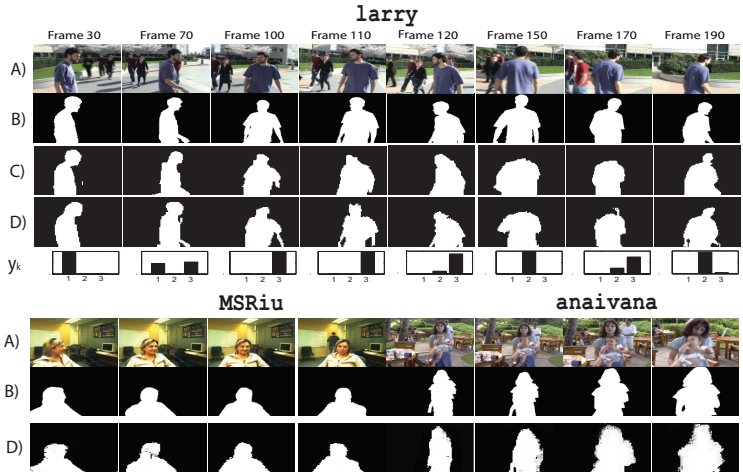 larry
Frame 30 Frame 70 Frame 100 Frame 110 Frame 120 Frame 150 Frame 170 Frame 190
A)
B)
C)
D)
yk
1 2 3 1 2 3 1 2 3 1 2 3 1 2 3 1 2 3 1 2 3 1 2 3
MSRiu anaivana
A)
B)
D)